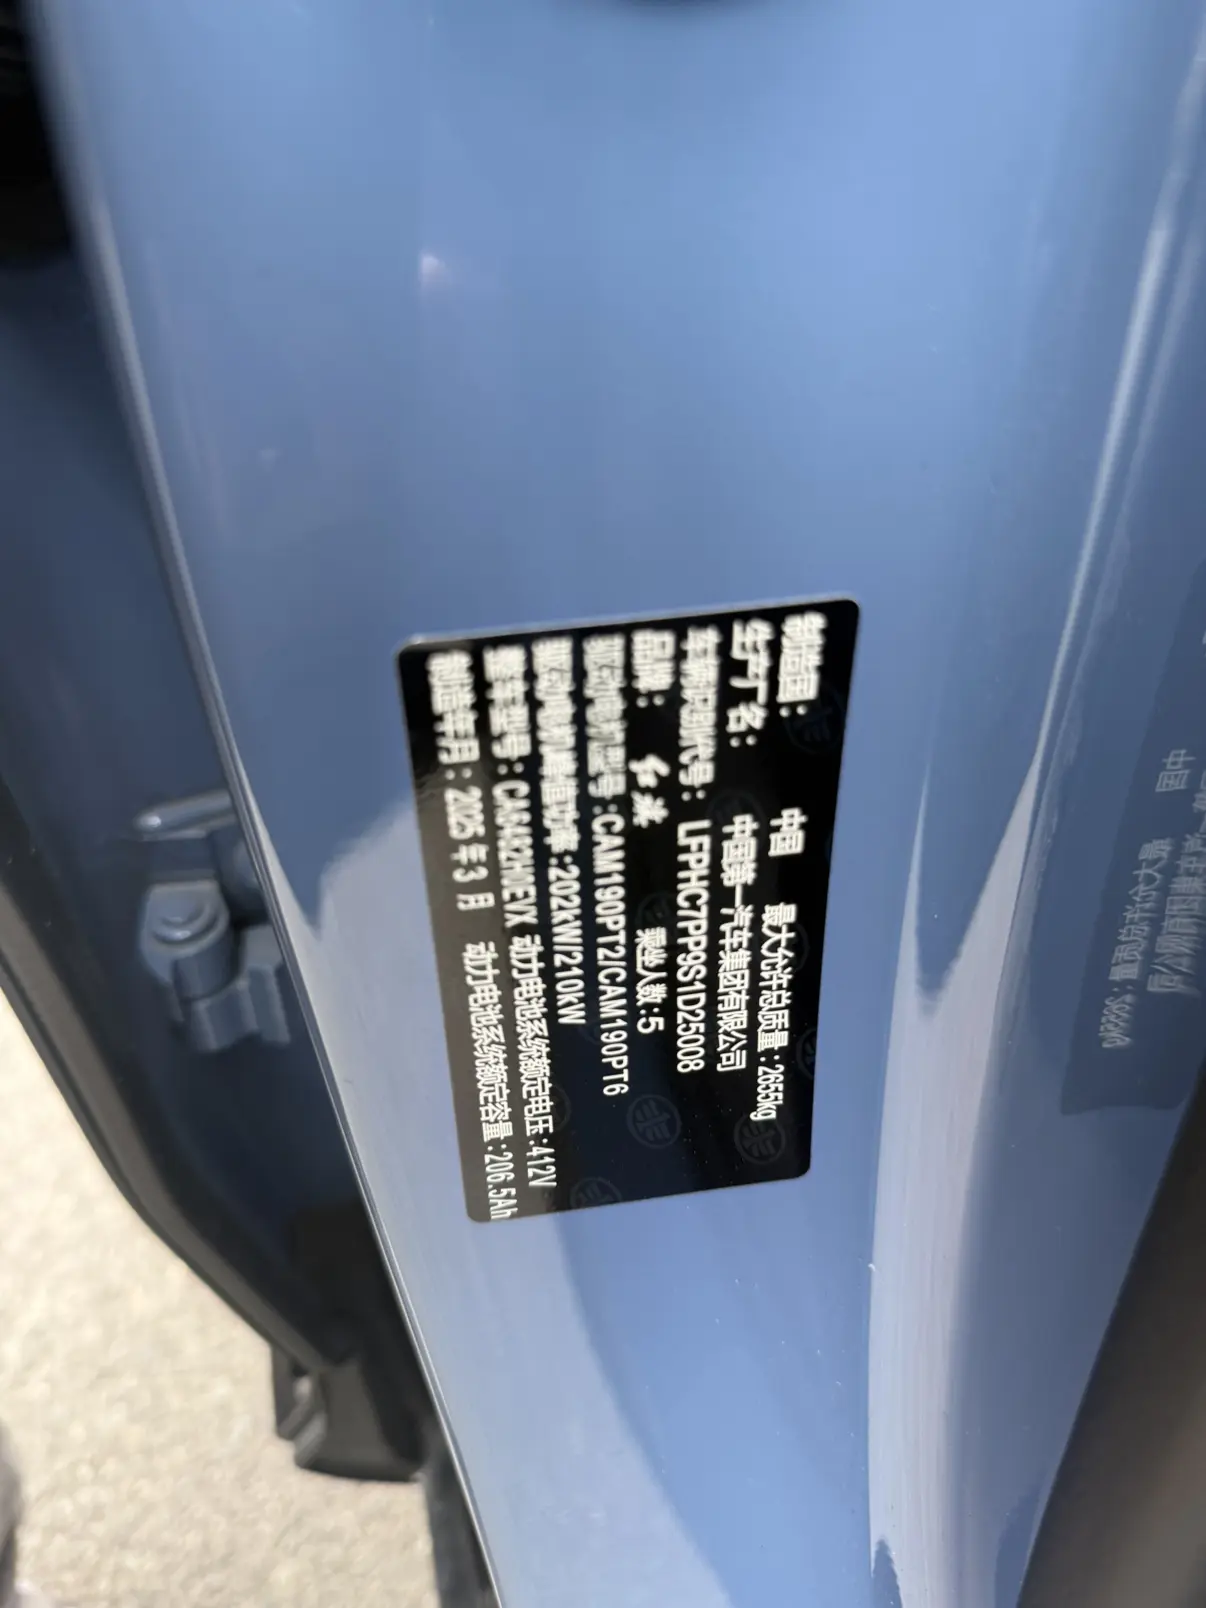 制造国： 中国 最大允许总质量：2655kg
生产厂名： 中国第一汽车集团有限公司
车辆识别代号：LFPHC7PP9S1D25008
品牌： 红旗 乘坐人数：5
驱动电机型号：CAM190PT2/CAM190PT6
驱动电机峰值功率：202kW/210kW
整车型号：CA6482HOEVX 动力电池系统额定电压：412V
制造年月：2025年3月 动力电池系统额定容量：206.5Ah